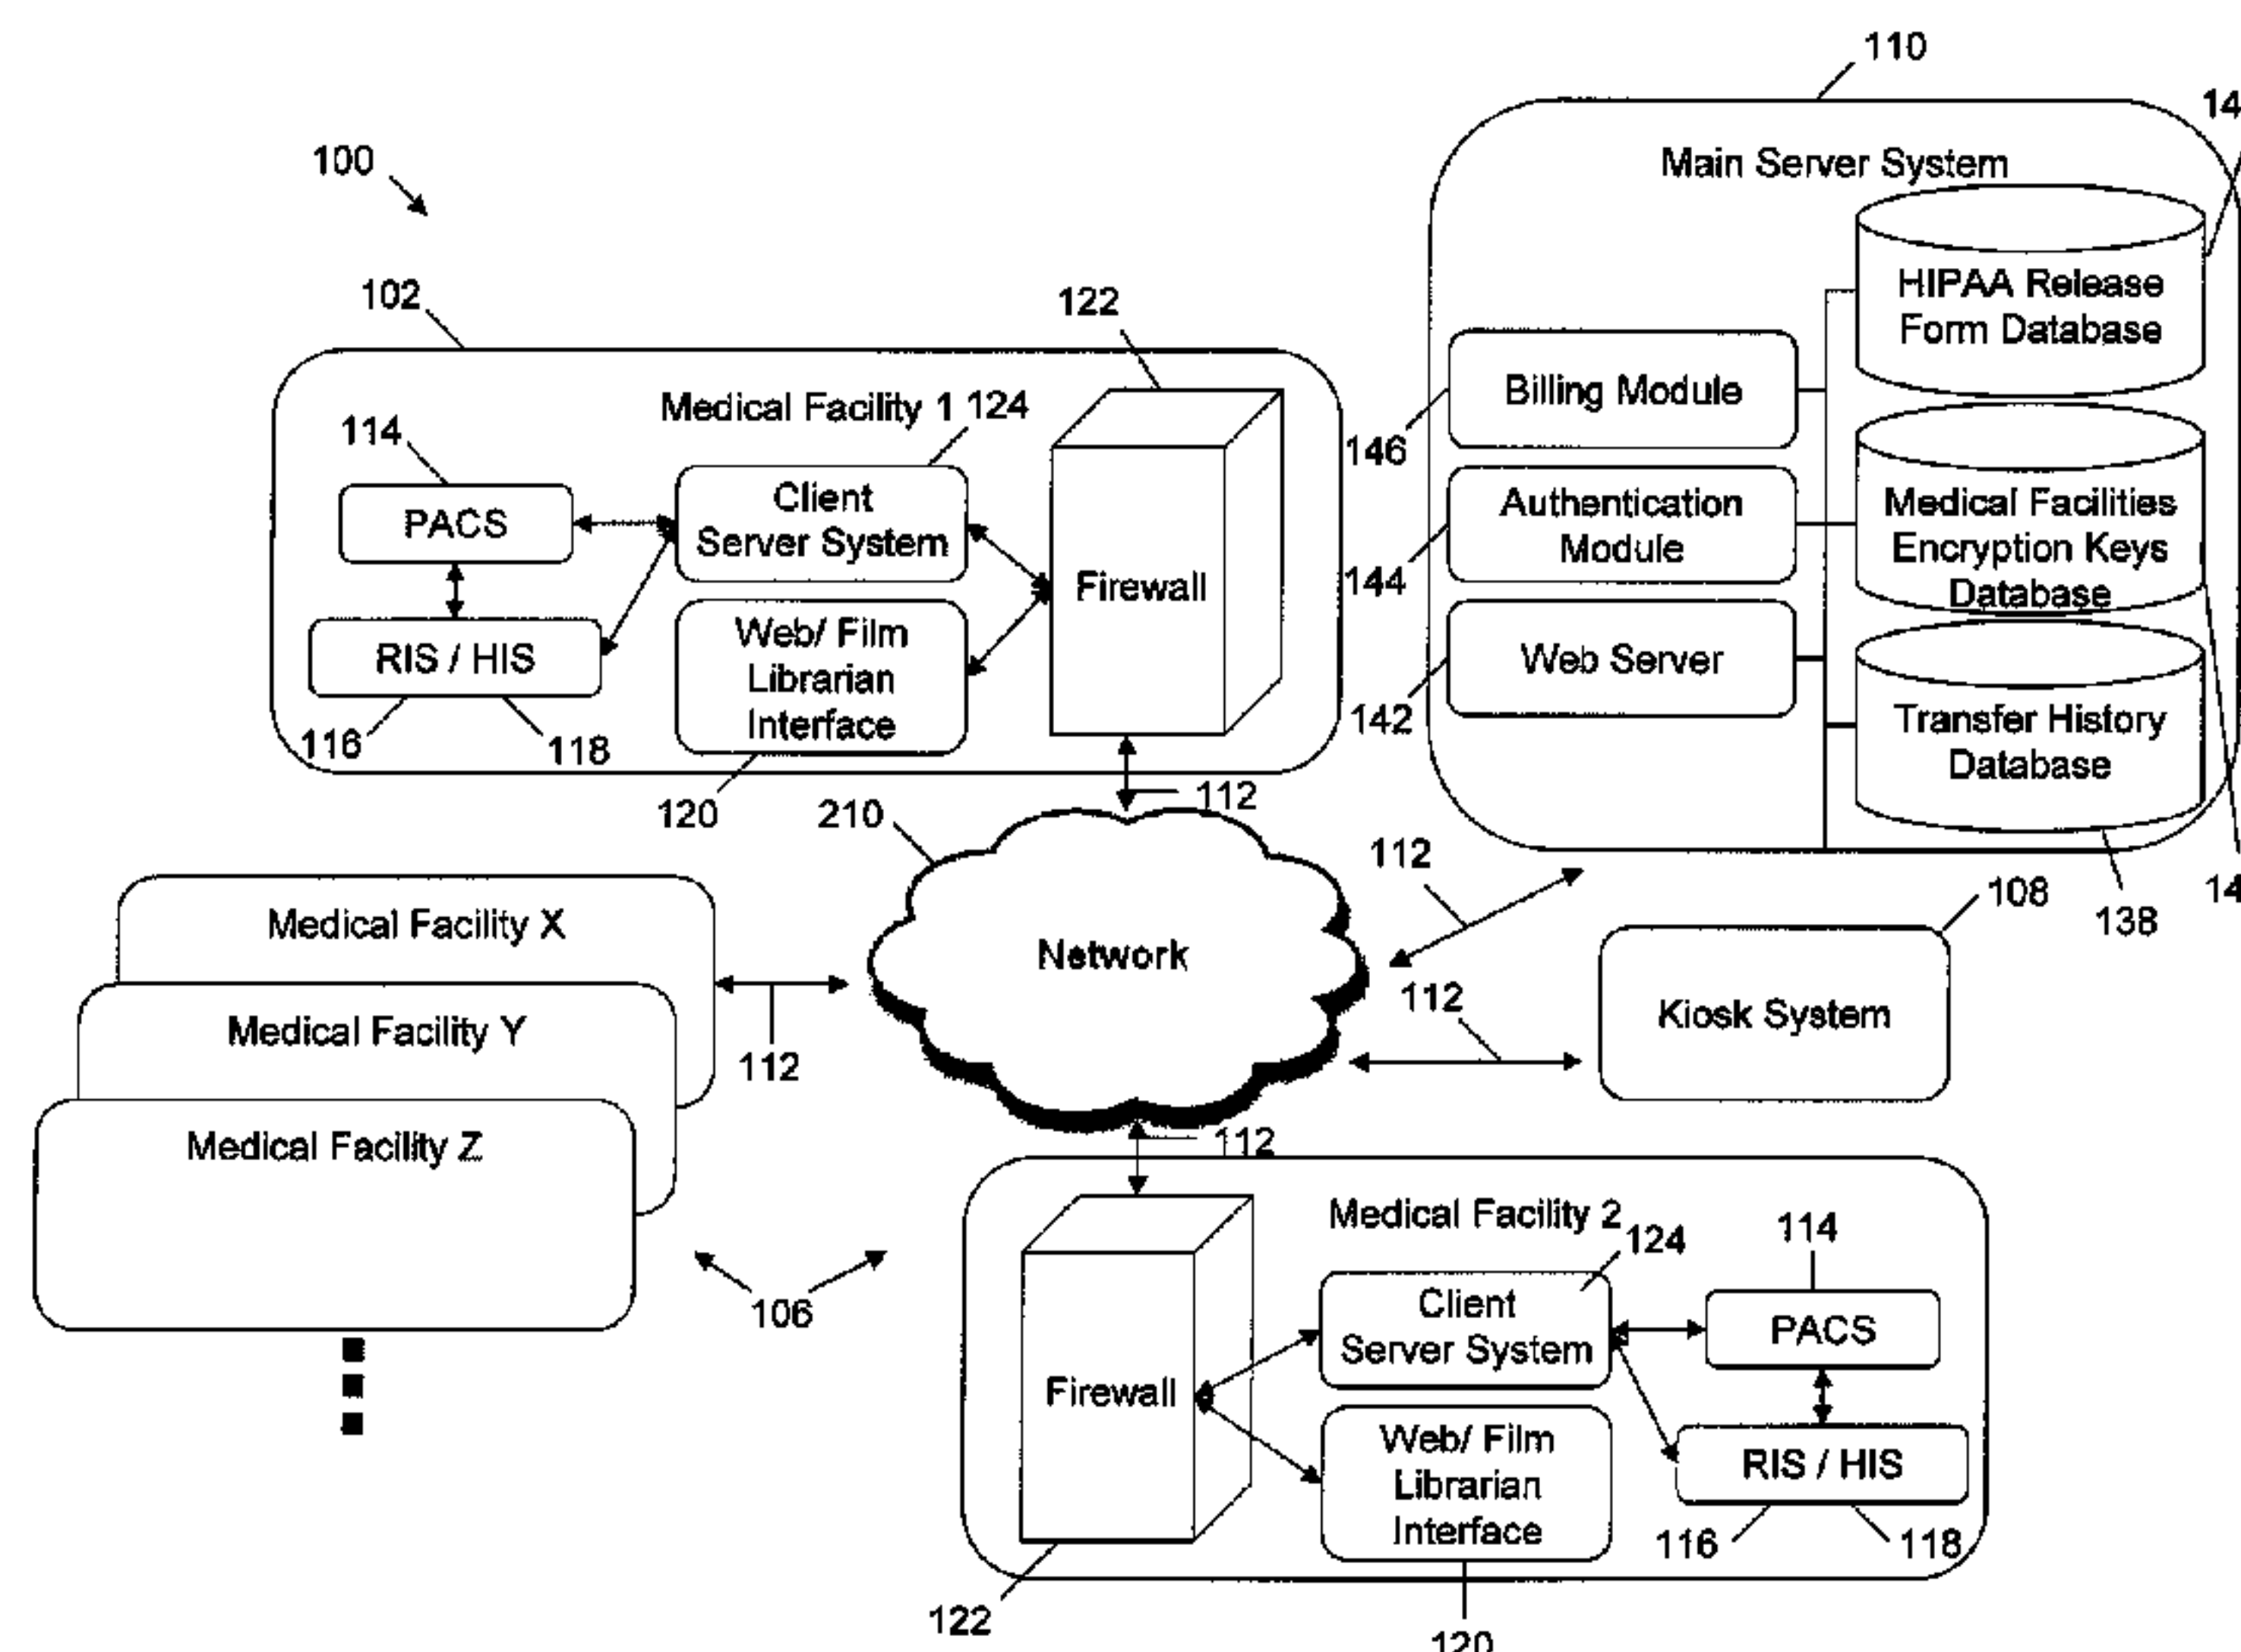 110
14
100
Main Server System
HIPAA Release
Form Database
102
122
Billing Module
Medical Facility 1
124
114
146
Client
Server System
PACS
Authentication
Module
Medical Facilities
Encryption Keys
Database
Firewall
144
Web/ Film
Librarian
Interface
RIS / HIS
Web Server
116
118
142
Transfer History
Database
120
112
210
112
108
14
138
Medical Facility X
Network
112
Kiosk System
Medical Facility Y
112
Medical Facility Z
112
Medical Facility 2
124
114
106
Client
Server System
PACS
Firewall
Web/ Film
Librarian
Interface
RIS / HIS
116
118
122
120